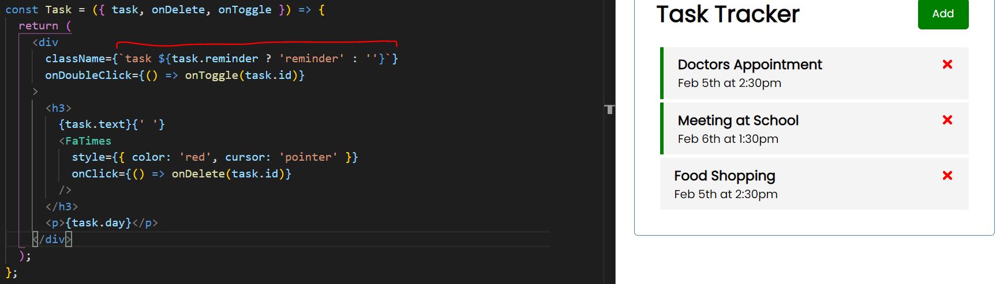 const Task = ({ task, onDelete, onToggle }) => {
return (
<div
className={`task ${task.reminder ? 'reminder' : ''}`}
onDoubleClick={() => onToggle(task.id)}
>
<h3>
{task.text}{' '}
<FaTimes
style={{ color: 'red', cursor: 'pointer' }}
onClick={() => onDelete(task.id)}
/>
</h3>
<p>{task.day}</p>
</div>
);
};
Task Tracker
Add
Doctors Appointment
Feb 5th at 2:30pm
Meeting at School
Feb 6th at 1:30pm
Food Shopping
Feb 5th at 2:30pm